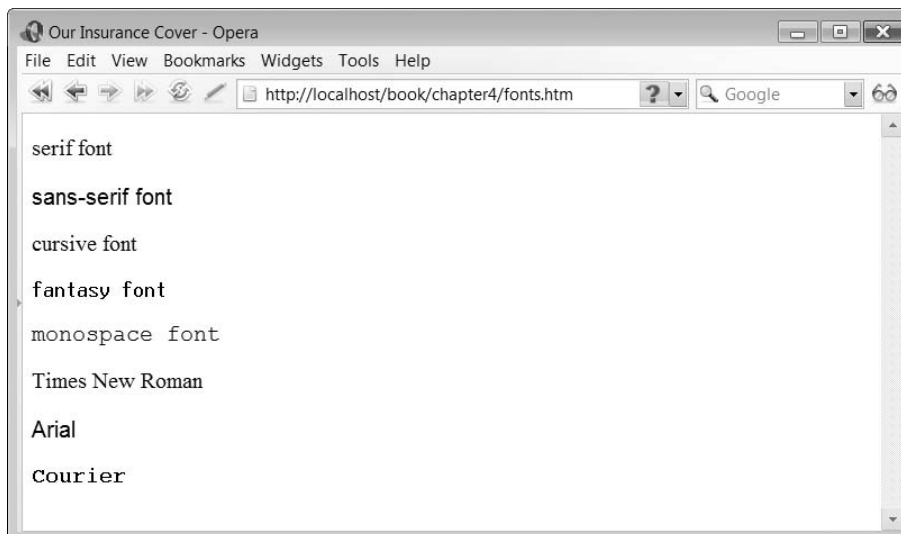 Our Insurance Cover - Opera
File Edit View Bookmarks Widgets Tools Help
http://localhost/book/chapter4/fonts.htm ? Google
serif font
sans-serif font
cursive font
fantasy font
monospace font
Times New Roman
Arial
Courier